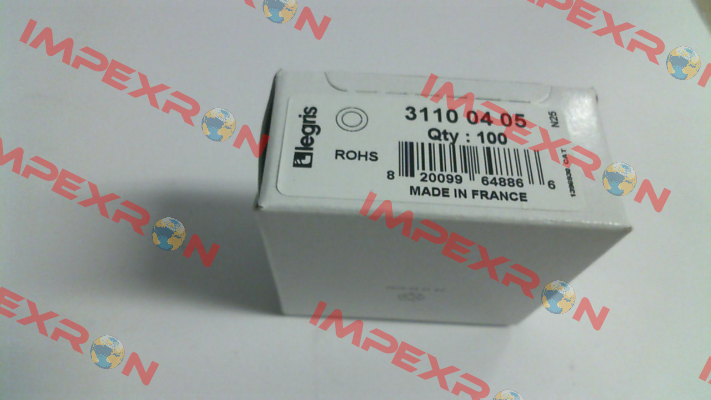 legris
3110 04 05
Qty : 100
ROHS
8 20099 64886 6
MADE IN FRANCE
N25
IMPEXRON
IMPEXRON
IMPEXRON
IMPEXRON
IMPEXRON
IMPEXRON